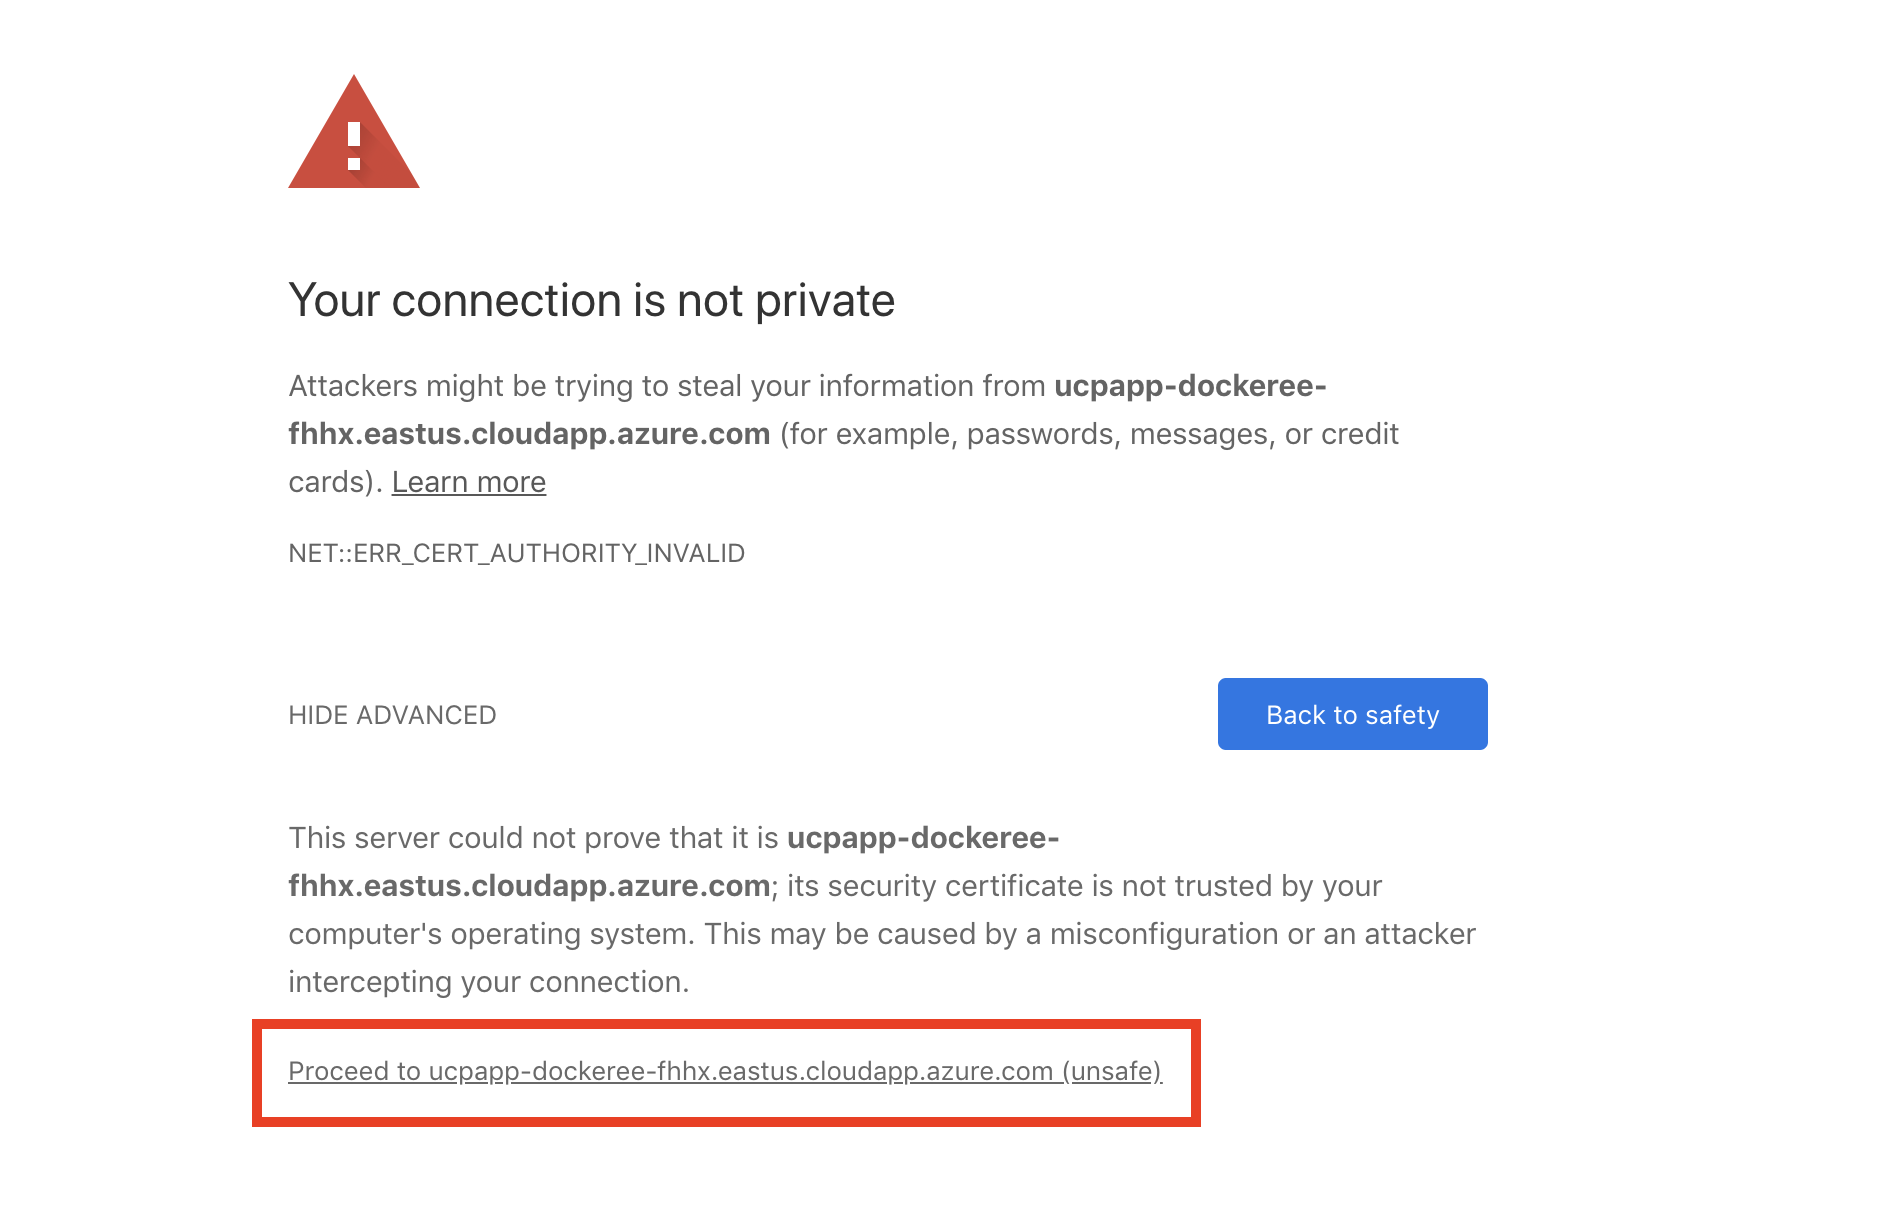 Your connection is not private
Attackers might be trying to steal your information from ucpapp-dockeree-
fhhx.eastus.cloudapp.azure.com (for example, passwords, messages, or credit
cards). Learn more
NET::ERR_CERT_AUTHORITY_INVALID
HIDE ADVANCED
Back to safety
This server could not prove that it is ucpapp-dockeree-
fhhx.eastus.cloudapp.azure.com; its security certificate is not trusted by your
computer's operating system. This may be caused by a misconfiguration or an attacker
intercepting your connection.
Proceed to ucpapp-dockeree-fhhx.eastus.cloudapp.azure.com (unsafe)